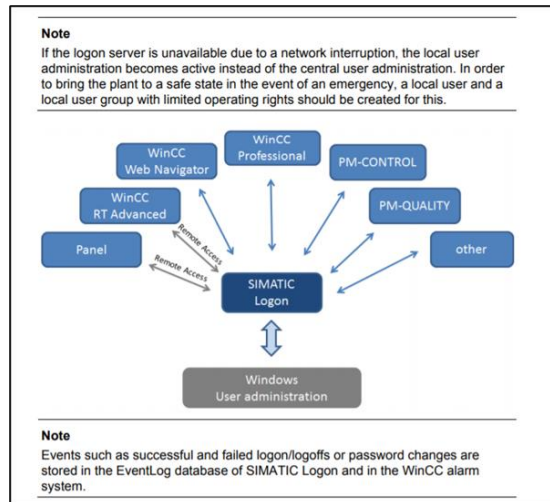 Note
If the logon server is unavailable due to a network interruption, the local user
administration becomes active instead of the central user administration. In order
to bring the plant to a safe state in the event of an emergency, a local user and a
local user group with limited operating rights should be created for this.
WinCC
Professional
WinCC
Web Navigator
PM-CONTROL
WinCC
RT Advanced
PM-QUALITY
Panel
other
Remote Access
Remote Access
SIMATIC
Logon
Windows
User administration
Note
Events such as successful and failed logon/logoffs or password changes are
stored in the EventLog database of SIMATIC Logon and in the WinCC alarm
system.